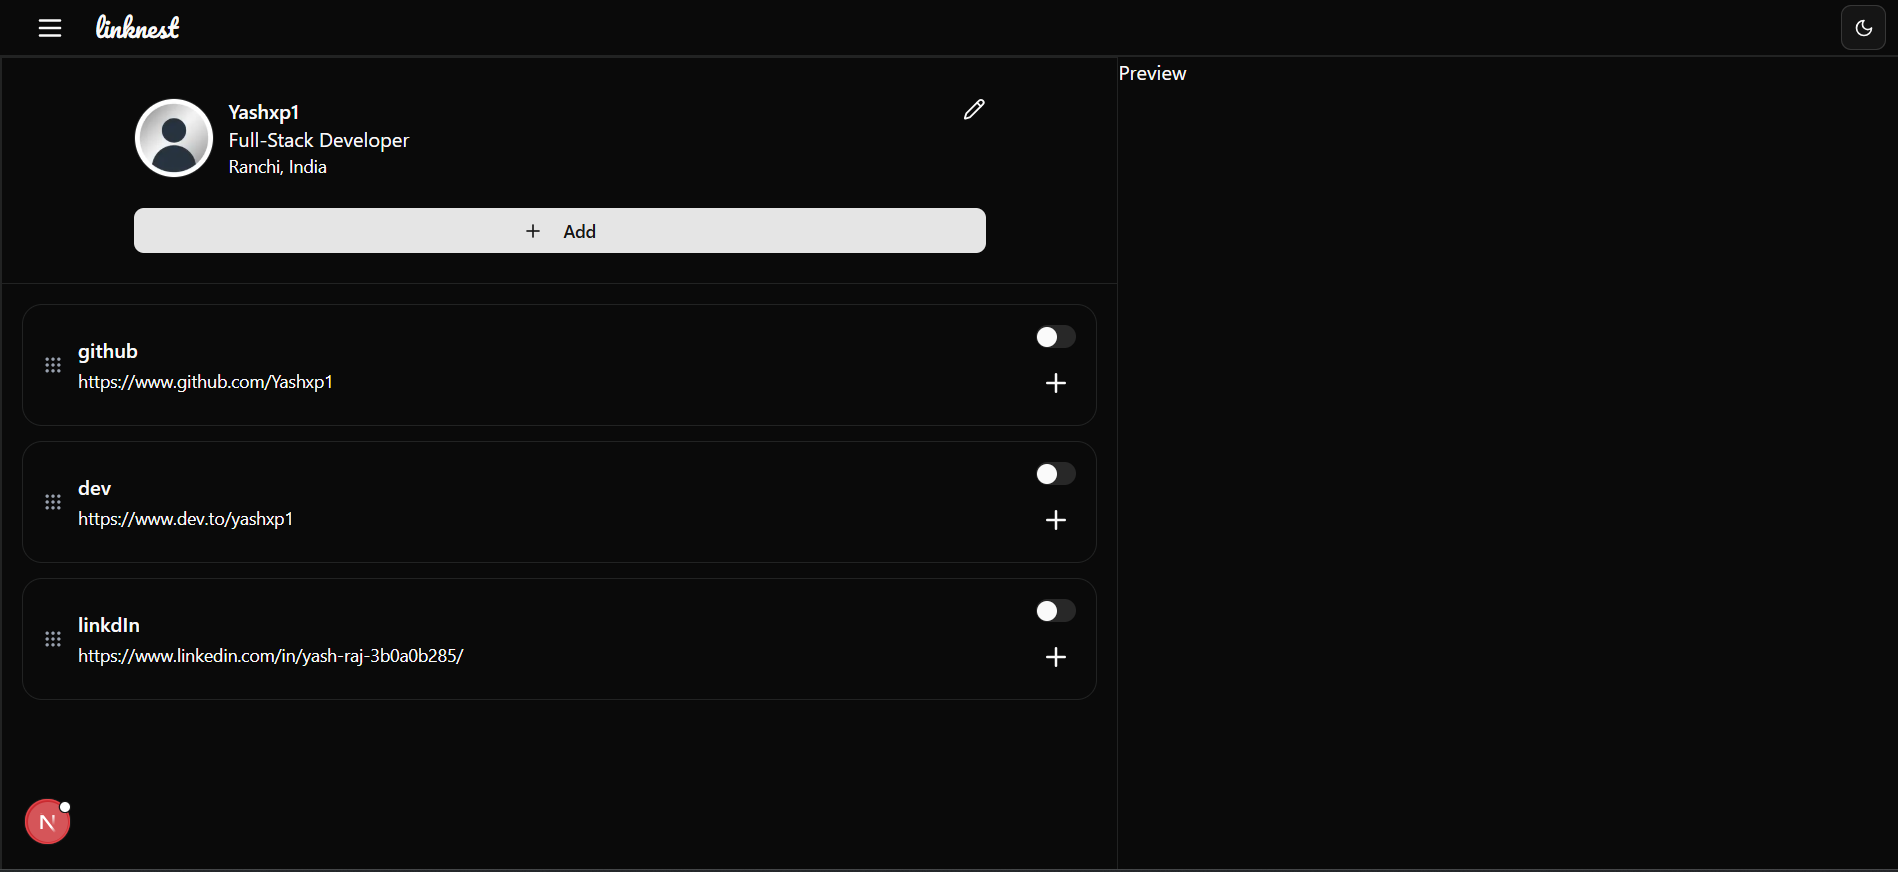 linknest
Preview
Yashxp1
Full-Stack Developer
Ranchi, India
+ Add
github
https://www.github.com/Yashxp1
dev
https://www.dev.to/yashxp1
linkdIn
https://www.linkedin.com/in/yash-raj-3b0a0b285/
N